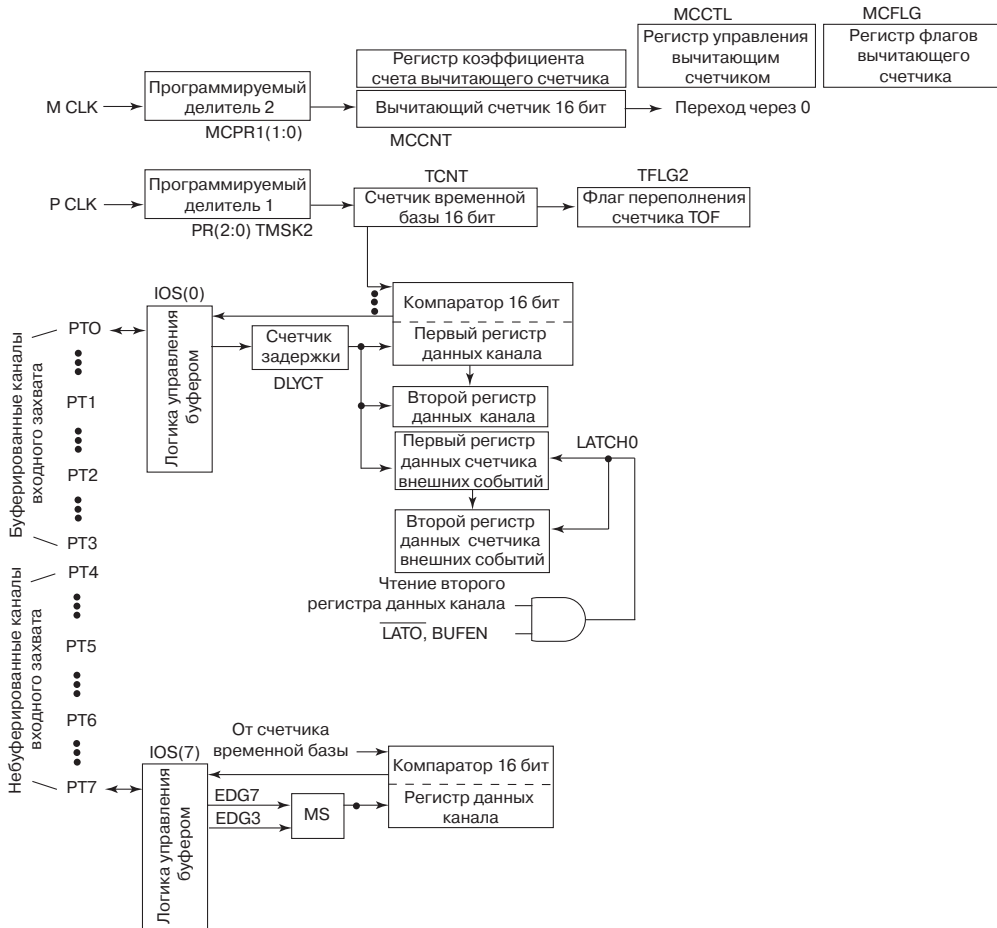 MCCTL
MCFLG
Регистр коэффициента
счета вычитающего счетчика
Регистр управления
вычитающим
счетчиком
Регистр флагов
вычитающего
счетчика
M CLK
Программируемый
делитель 2
MCPR1(1:0)
Вычитающий счетчик 16 бит
MCCNT
Переход через 0
P CLK
Программируемый
делитель 1
PR(2:0) TMSK2
TCNT
Счетчик временной
базы 16 бит
TFLG2
Флаг переполнения
счетчика TOF
Буферированные каналы
входного захвата
PTO
PT1
PT2
PT3
IOS(0)
Логика управления
буфером
Счетчик
задержки
DLYCT
Компаратор 16 бит
Первый регистр
данных канала
Второй регистр
данных канала
Первый регистр
данных счетчика
внешних событий
LATCH0
Второй регистр
данных счетчика
внешних событий
Чтение второго
регистра данных канала
LATO, BUFEN
Небуферированные каналы
входного захвата
PT4
PT5
PT6
PT7
IOS(7)
Логика управления
буфером
EDG7
EDG3
MS
От счетчика
временной базы
Компаратор 16 бит
Регистр данных
канала